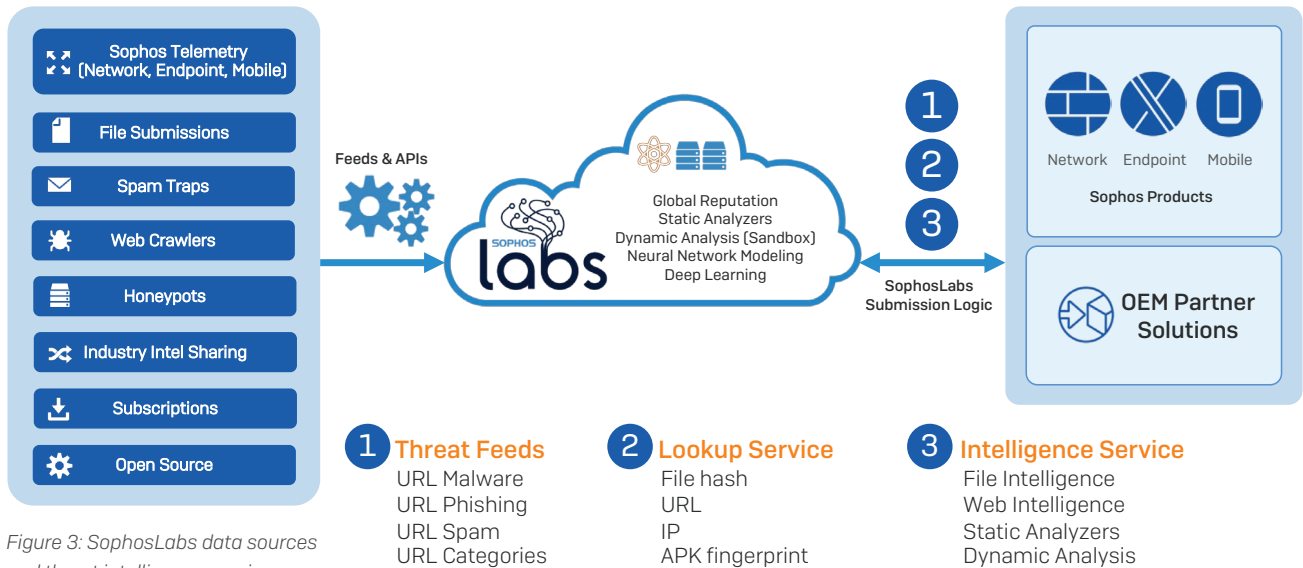 Sophos Telemetry
(Network, Endpoint, Mobile)
File Submissions
Spam Traps
Web Crawlers
Honeypots
Industry Intel Sharing
Subscriptions
Open Source
Feeds & APIs
SOPHOS
labs
Global Reputation
Static Analyzers
Dynamic Analysis (Sandbox)
Neural Network Modeling
Deep Learning
1
2
3
SophosLabs
Submission Logic
Network Endpoint Mobile
Sophos Products
OEM Partner
Solutions
1 Threat Feeds
URL Malware
URL Phishing
URL Spam
URL Categories
2 Lookup Service
File hash
URL
IP
APK fingerprint
3 Intelligence Service
File Intelligence
Web Intelligence
Static Analyzers
Dynamic Analysis
Figure 3: SophosLabs data sources